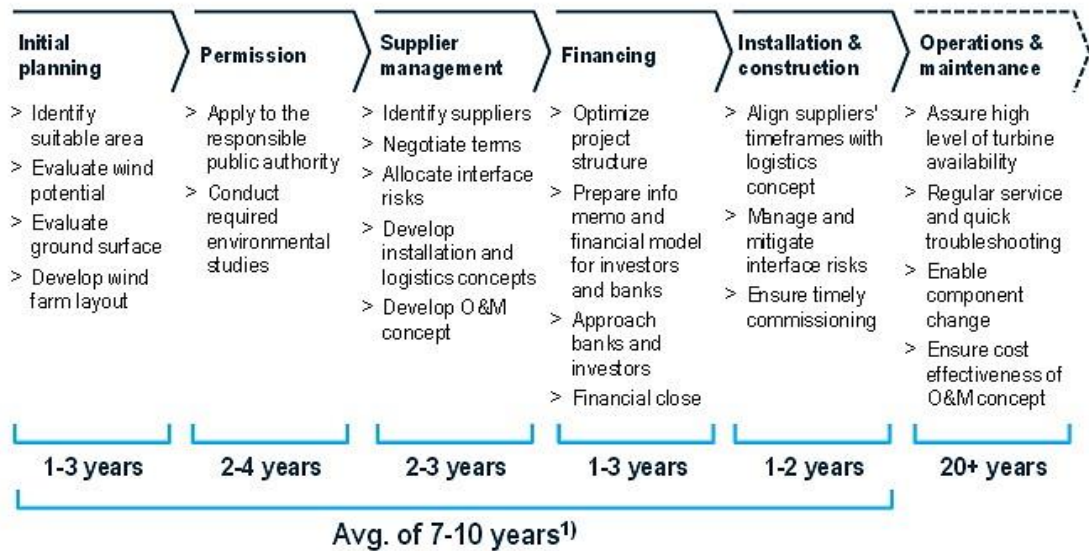 Initial
planning
> Identify
suitable area
> Evaluate wind
potential
> Evaluate
ground surface
> Develop wind
farm layout
1-3 years
Permission
> Apply to the
responsible
public authority
> Conduct
required
environmental
studies
2-4 years
Supplier
management
> Identify suppliers
> Negotiate terms
> Allocate interface
risks
> Develop
installation and
logistics concepts
> Develop O&M
concept
2-3 years
Financing
> Optimize
project
structure
> Prepare info
memo and
financial model
for investors
and banks
> Approach
banks and
investors
> Financial close
1-3 years
Installation &
construction
> Align suppliers'
timeframes with
logistics
concept
> Manage and
mitigate
interface risks
> Ensure timely
commissioning
1-2 years
Operations &
maintenance
> Assure high
level of turbine
availability
> Regular service
and quick
troubleshooting
> Enable
component
change
> Ensure cost
effectiveness of
O&M concept
20+ years
Avg. of 7-10 years¹⁾